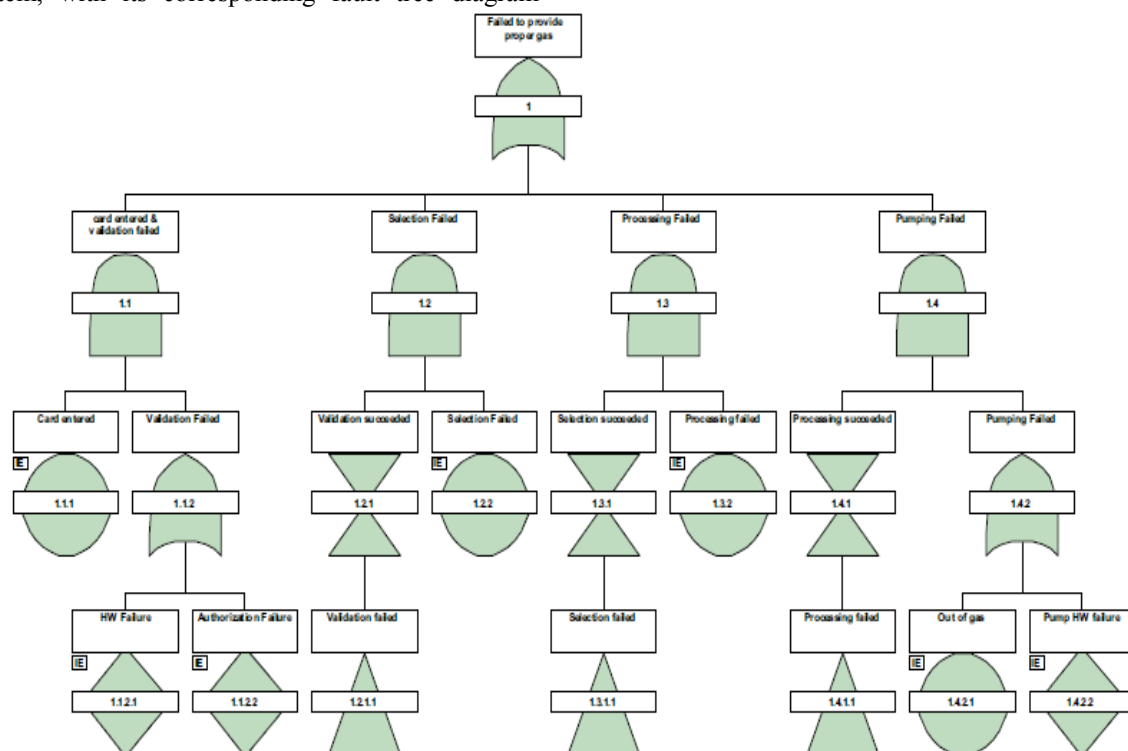 tem, with its corresponding fault tree diagram
Failed to provide
proper gas
1
card entered &
validation failed
Selection Failed
Processing Failed
Pumping Failed
1.1
1.2
1.3
1.4
Card entered
Validation Failed
Validation succeeded
Selection Failed
Selection succeeded
Processing failed
Processing succeeded
Pumping Failed
E
IE
IE
1.1.1
1.1.2
1.2.1
1.2.2
1.3.1
1.3.2
1.4.1
1.4.2
HW Failure
Authorization Failure
Validation failed
Selection failed
Processing failed
Out of gas
Pump HW failure
IE
E
IE
IE
1.1.2.1
1.1.2.2
1.2.1.1
1.3.1.1
1.4.1.1
1.4.2.1
1.4.2.2